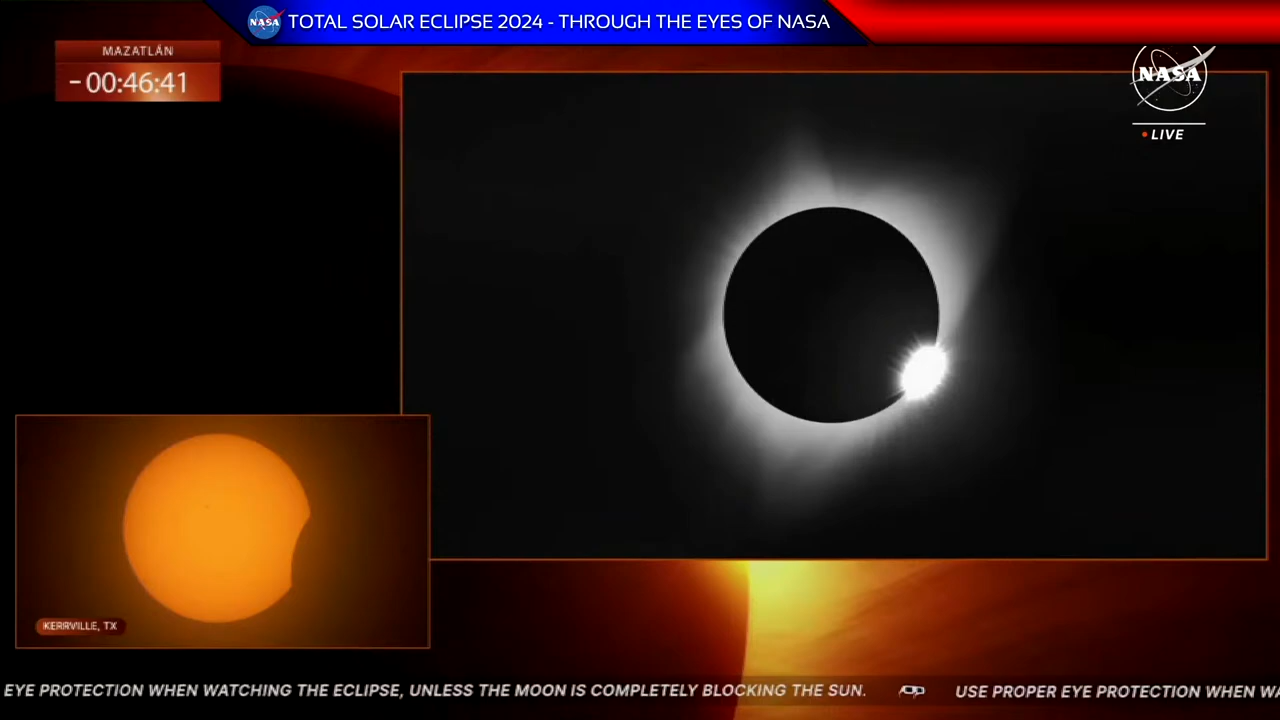 NASA TOTAL SOLAR ECLIPSE 2024 - THROUGH THE EYES OF NASA
MAZATLÁN
-00:46:41
NASA
LIVE
KERRVILLE, TX
EYE PROTECTION WHEN WATCHING THE ECLIPSE, UNLESS THE MOON IS COMPLETELY BLOCKING THE SUN. USE PROPER EYE PROTECTION WHEN WA